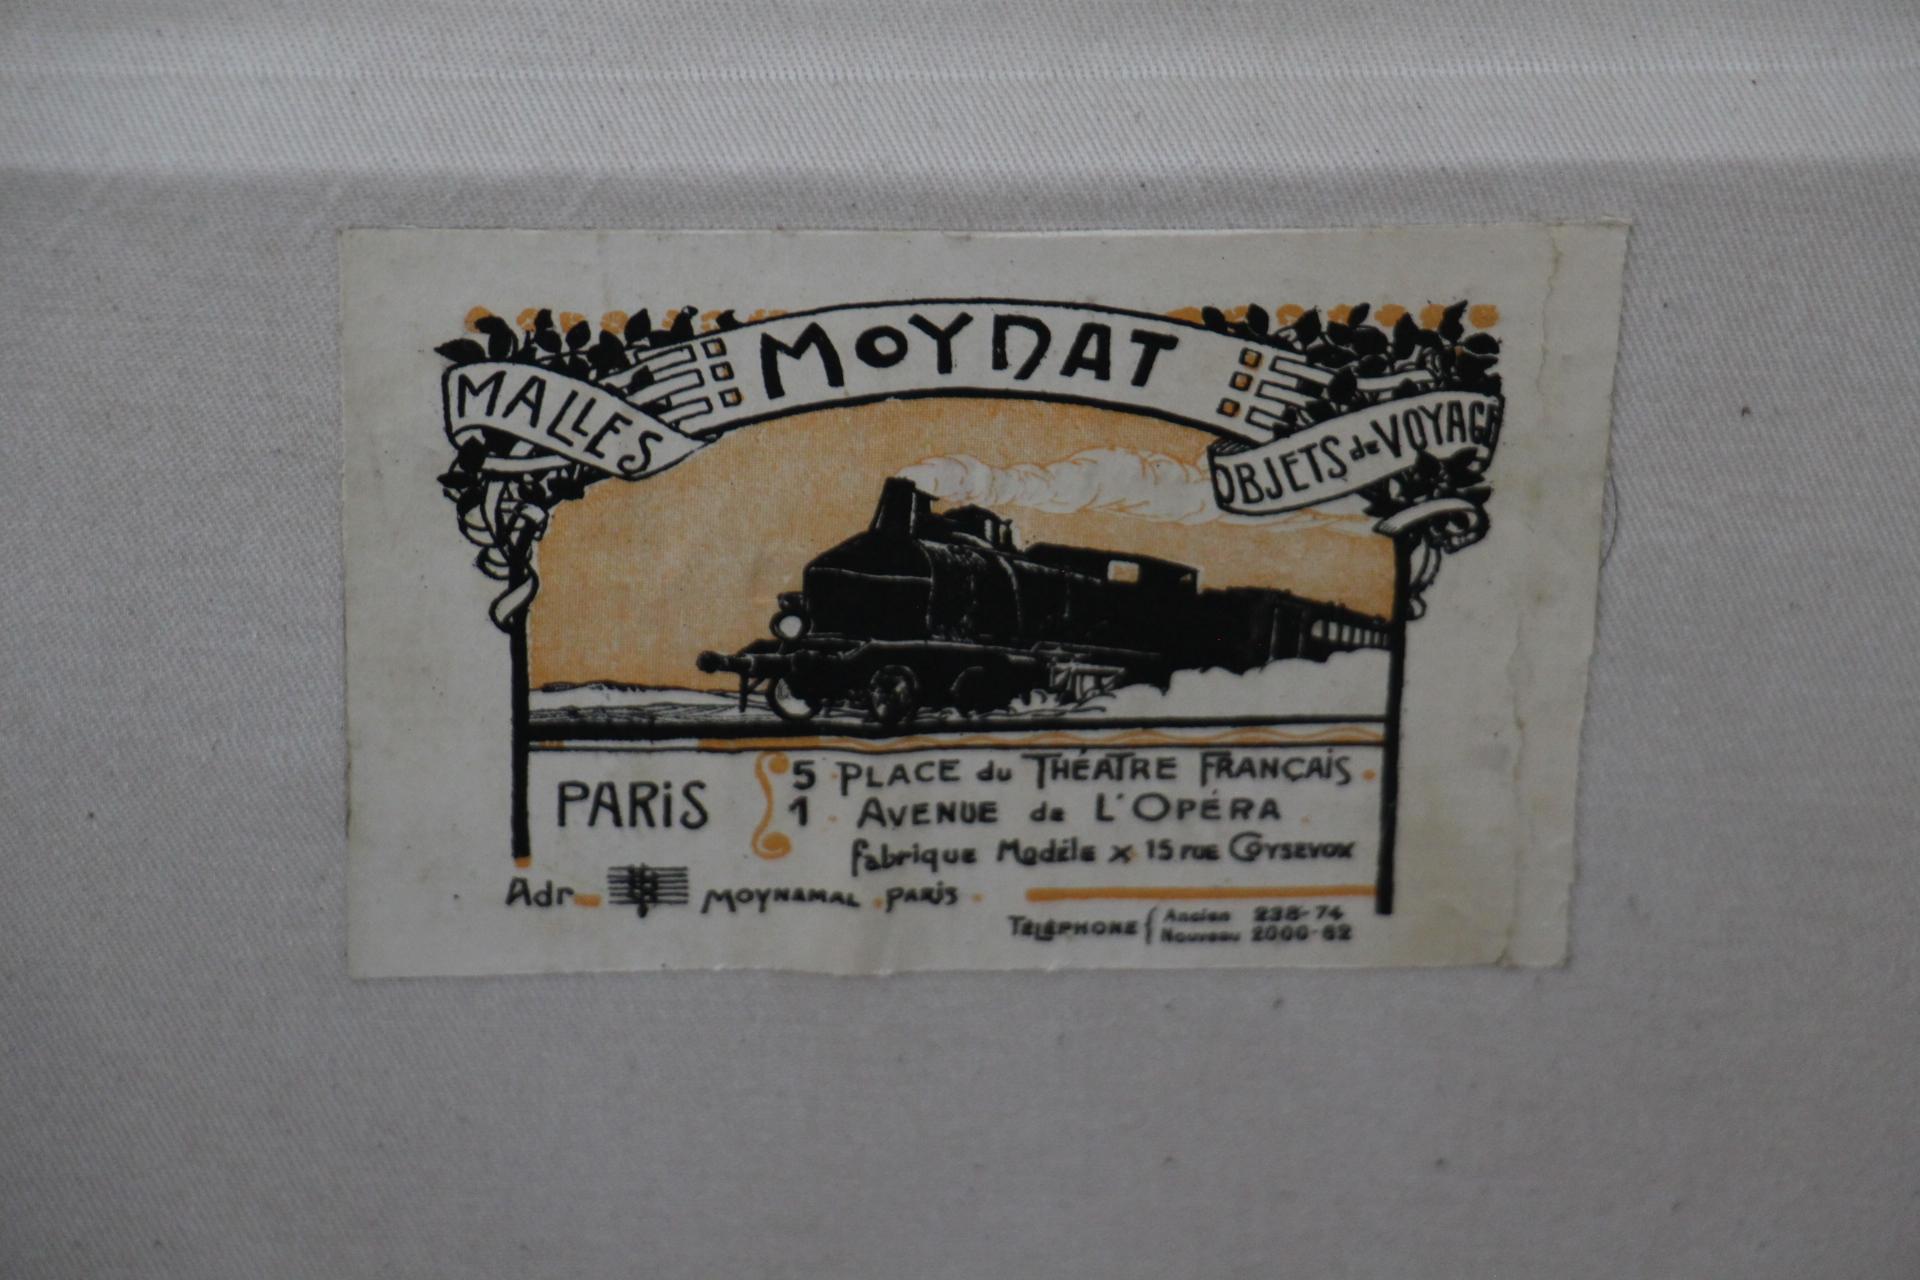 MOYNAT
MALLES
OBJETS de VOYAGE
PARiS
5 PLACE du THÉATRE FRANÇAiS
1 AVENUE de L'OPÉRA
Fabrique Modèle x 15 RUE COYSEVOX
Adr MOYNAMAL PARiS
TÉLÉPHONE { Ancien 238-74
Nouveau 2000-62